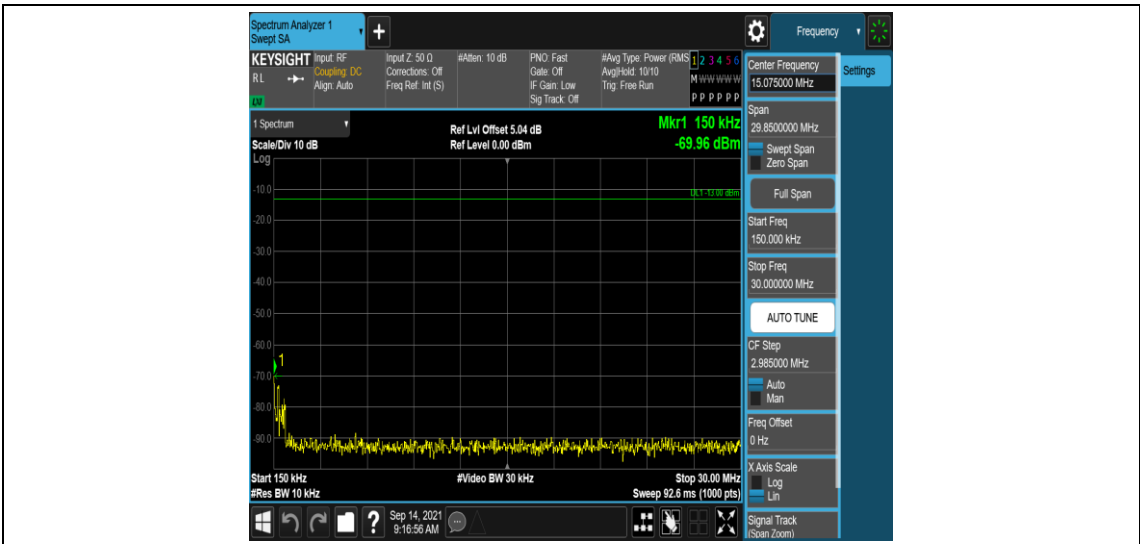 Spectrum Analyzer 1
Swept SA
+
Frequency
KEYSIGHT
RL
LXI
Input: RF
Coupling: DC
Align: Auto
Input Z: 50 Ω
Corrections: Off
Freq Ref: Int (S)
#Atten: 10 dB
PNO: Fast
Gate: Off
IF Gain: Low
Sig Track: Off
#Avg Type: Power (RMS
Avg|Hold: 10/10
Trig: Free Run
1 2 3 4 5 6
M W W W W W
P P P P P P
1 Spectrum
Scale/Div 10 dB
Log
Ref Lvl Offset 5.04 dB
Ref Level 0.00 dBm
Mkr1 150 kHz
-69.96 dBm
DL1 -13.00 dBm
-10.0
-20.0
-30.0
-40.0
-50.0
-60.0
1
-70.0
-80.0
-90.0
Start 150 kHz
#Res BW 10 kHz
#Video BW 30 kHz
Stop 30.00 MHz
Sweep 92.6 ms (1000 pts)
?
Sep 14, 2021
9:16:56 AM
Center Frequency
15.075000 MHz
Settings
Span
29.8500000 MHz
Swept Span
Zero Span
Full Span
Start Freq
150.000 kHz
Stop Freq
30.000000 MHz
AUTO TUNE
CF Step
2.985000 MHz
Auto
Man
Freq Offset
0 Hz
X Axis Scale
Log
Lin
Signal Track
(Span Zoom)